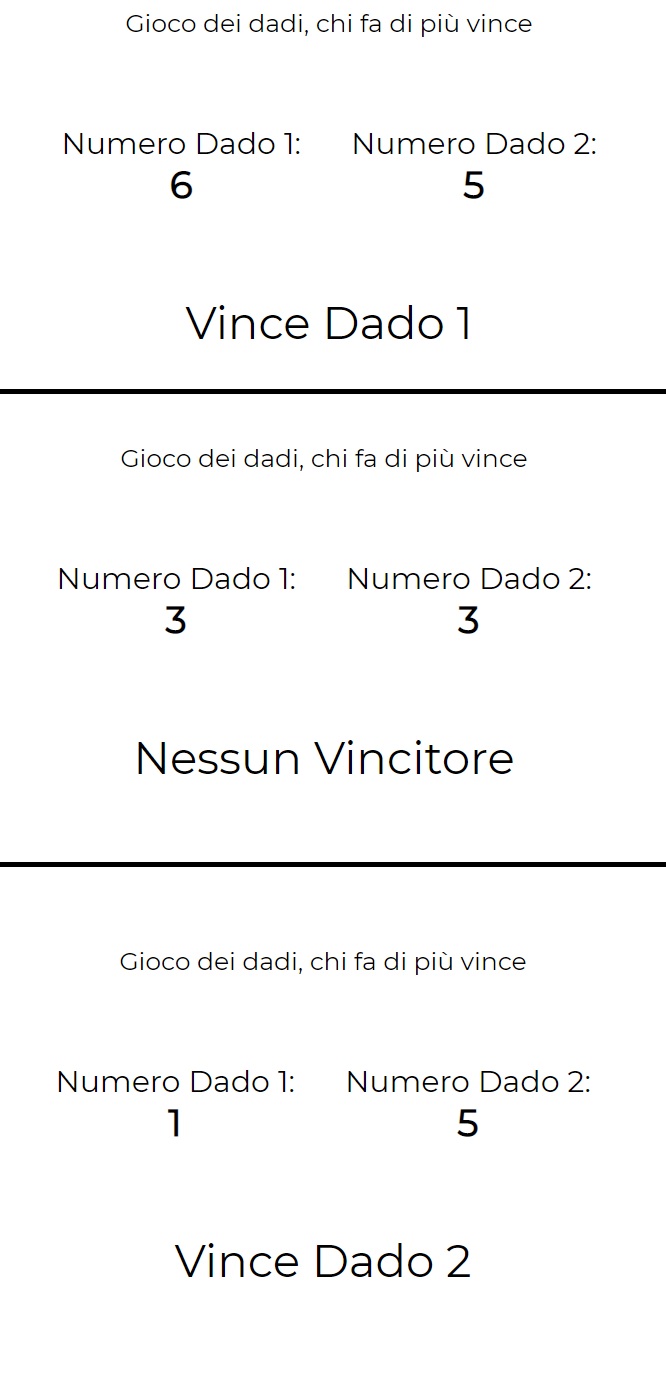 Gioco dei dadi, chi fa di più vince
Numero Dado 1: Numero Dado 2:
6 5
Vince Dado 1
Gioco dei dadi, chi fa di più vince
Numero Dado 1: Numero Dado 2:
3 3
Nessun Vincitore
Gioco dei dadi, chi fa di più vince
Numero Dado 1: Numero Dado 2:
1 5
Vince Dado 2